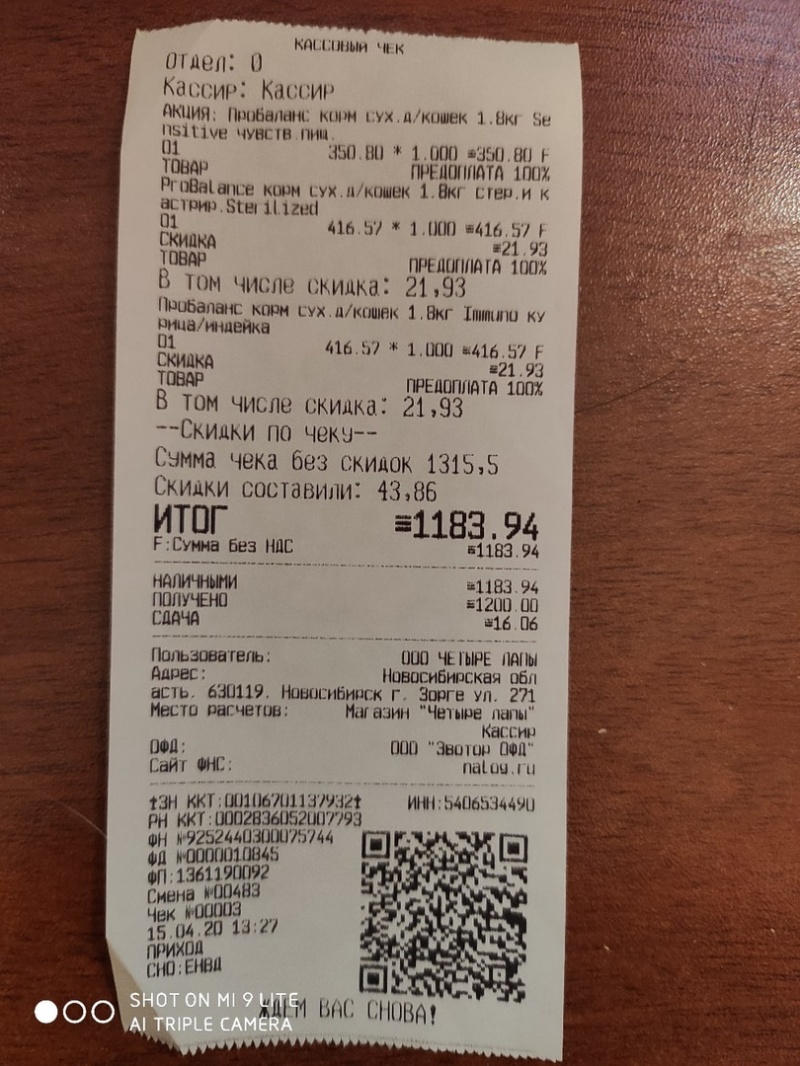 КАССОВЫЙ ЧЕК
Отдел: 0
Кассир: Кассир
АКЦИЯ: Пробаланс корм сух.д/кошек 1.8кг Se
nsitive чувств.пищ.
01 350.80 * 1.000 ≡350.80 F
ТОВАР ПРЕДОПЛАТА 100%
ProBalance корм сух.д/кошек 1.8кг стер.и к
астрир.Sterilized
01 416.57 * 1.000 ≡416.57 F
СКИДКА ≡21.93
ТОВАР ПРЕДОПЛАТА 100%
В том числе скидка: 21,93
Пробаланс корм сух.д/кошек 1.8кг Immuno ку
рица/индейка
01 416.57 * 1.000 ≡416.57 F
СКИДКА ≡21.93
ТОВАР ПРЕДОПЛАТА 100%
В том числе скидка: 21,93
--Скидки по чеку--
Сумма чека без скидок 1315,5
Скидки составили: 43,86
ИТОГ ≡1183.94
F:Сумма без НДС ≡1183.94
НАЛИЧНЫМИ ≡1183.94
ПОЛУЧЕНО ≡1200.00
СДАЧА ≡16.06
Пользователь: ООО ЧЕТЫРЕ ЛАПЫ
Адрес: Новосибирская обл
асть, 630119, Новосибирск г, Зорге ул, 271
Место расчетов: Магазин "Четыре лапы"
Кассир
ОФД: ООО "Эвотор ОФД"
Сайт ФНС: nalog.ru
ЗН ККТ:00106701137932 ИНН:5406534490
РН ККТ:0002836052007793
ФН №9252440300075744
ФД №0000010845
ФП:1361190092
Смена №00483
Чек №00003
15.04.20 13:27
ПРИХОД
СНО:ЕНВД
ЖДЕМ ВАС СНОВА!
SHOT ON MI 9 LITE
AI TRIPLE CAMERA